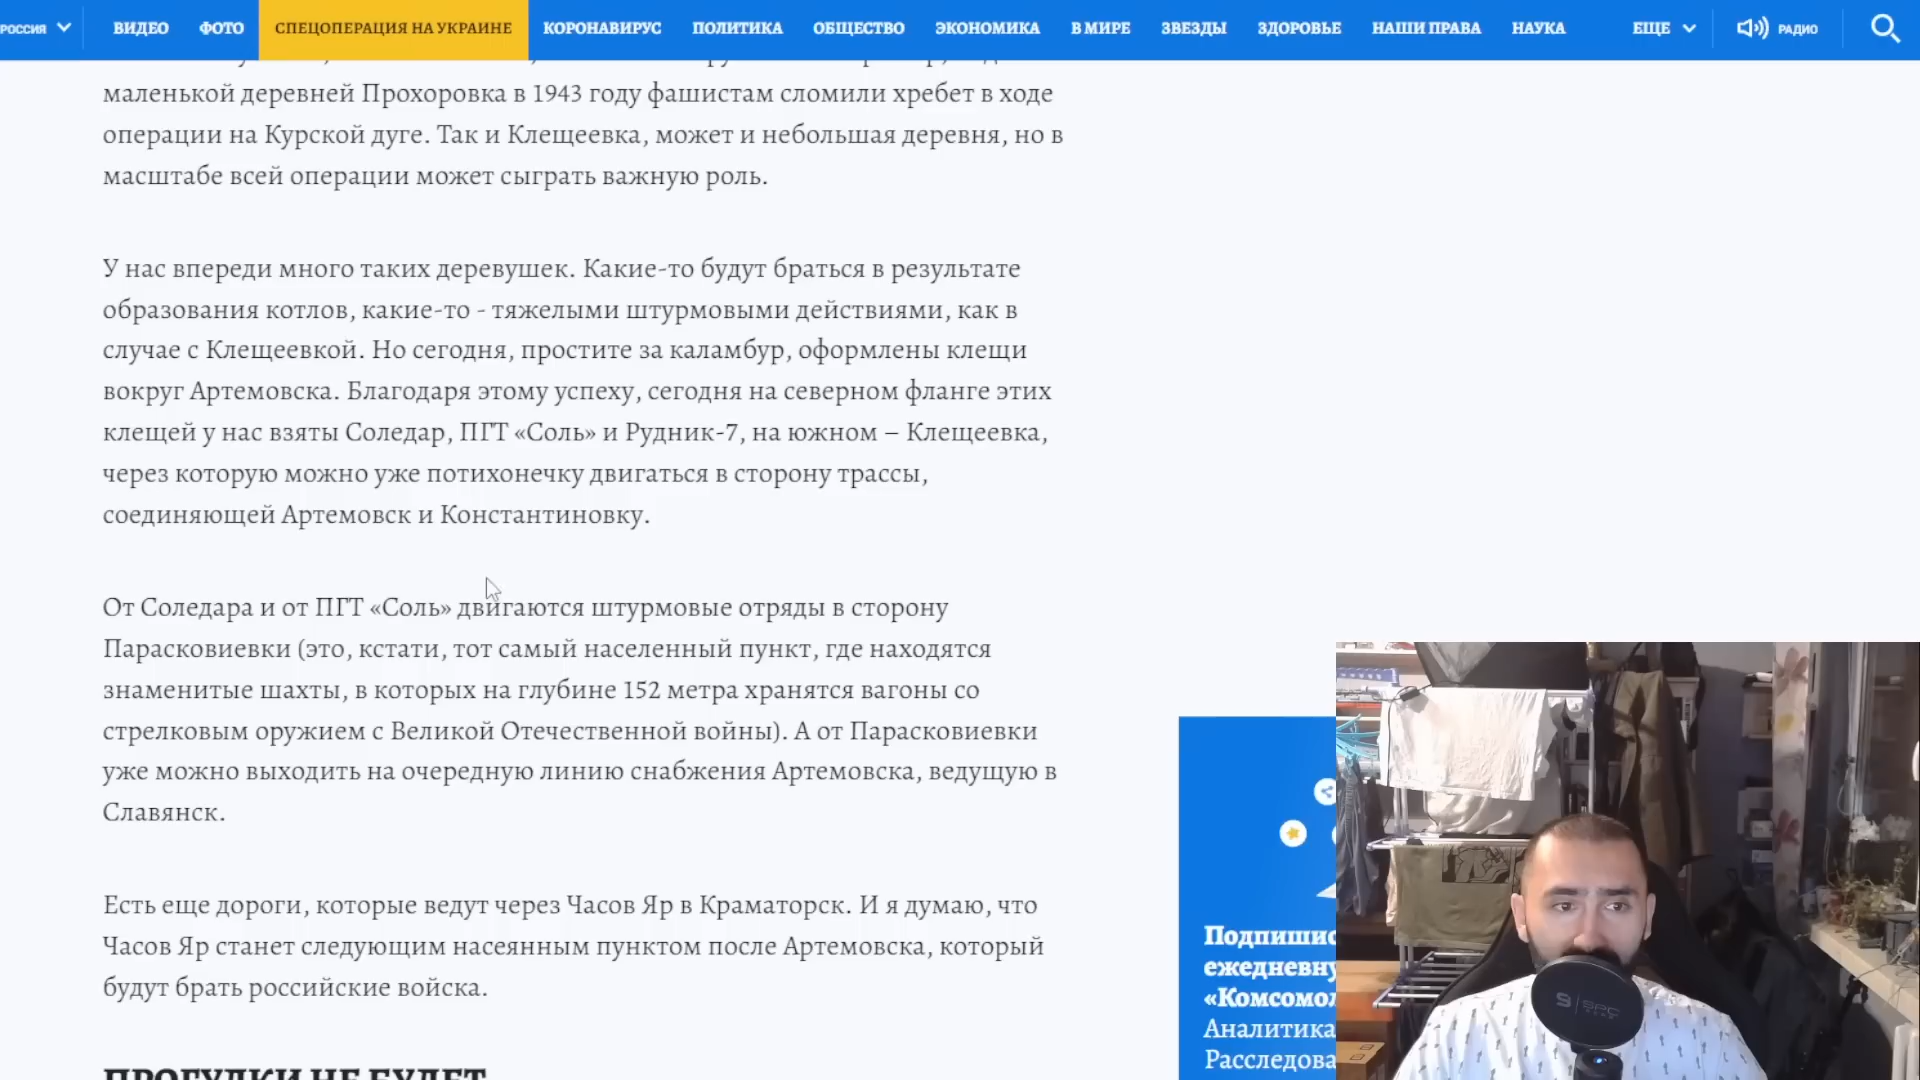 РОССИЯ ВИДЕО ФОТО СПЕЦОПЕРАЦИЯ НА УКРАИНЕ КОРОНАВИРУС ПОЛИТИКА ОБЩЕСТВО ЭКОНОМИКА В МИРЕ ЗВЕЗДЫ ЗДОРОВЬЕ НАШИ ПРАВА НАУКА ЕЩЕ РАДИО
маленькой деревней Прохоровка в 1943 году фашистам сломили хребет в ходе
операции на Курской дуге. Так и Клещеевка, может и небольшая деревня, но в
масштабе всей операции может сыграть важную роль.
У нас впереди много таких деревушек. Какие-то будут браться в результате
образования котлов, какие-то - тяжелыми штурмовыми действиями, как в
случае с Клещеевкой. Но сегодня, простите за каламбур, оформлены клещи
вокруг Артемовска. Благодаря этому успеху, сегодня на северном фланге этих
клещей у нас взяты Соледар, ПГТ «Соль» и Рудник-7, на южном – Клещеевка,
через которую можно уже потихонечку двигаться в сторону трассы,
соединяющей Артемовск и Константиновку.
От Соледара и от ПГТ «Соль» двигаются штурмовые отряды в сторону
Парасковиевки (это, кстати, тот самый населенный пункт, где находятся
знаменитые шахты, в которых на глубине 152 метра хранятся вагоны со
стрелковым оружием с Великой Отечественной войны). А от Парасковиевки
уже можно выходить на очередную линию снабжения Артемовска, ведущую в
Славянск.
Есть еще дороги, которые ведут через Часов Яр в Краматорск. И я думаю, что
Часов Яр станет следующим насеянным пунктом после Артемовска, который
будут брать российские войска.
ПРОГУЛКИ НЕ БУДЕТ
Подпишис
ежедневну
«Комсомол
Аналитика
Расследова
SPC